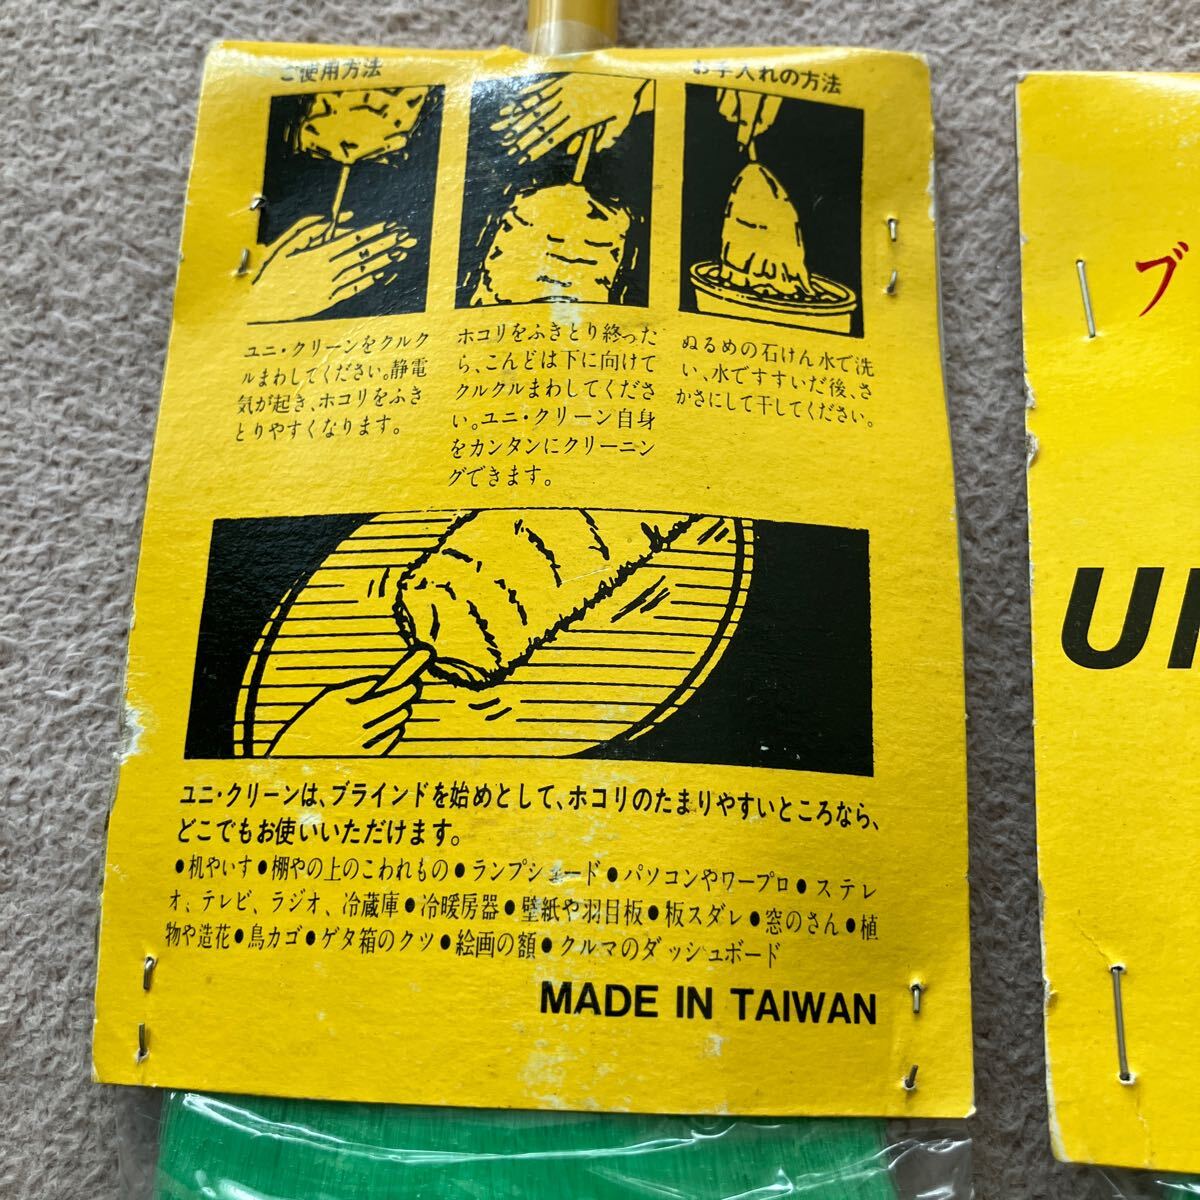 ご使用方法
お手入れの方法
ユニ・クリーンをクルク
ルまわしてください。静電
気が起き、ホコリをふき
とりやすくなります。
ホコリをふきとり終った
ら、こんどは下に向けて
クルクルまわしてくださ
い。ユニ・クリーン自身
をカンタンにクリーニン
グできます。
ぬるめの石けん水で洗
い、水ですすいだ後、さ
かさにして干してください。
ユニ・クリーンは、ブラインドを始めとして、ホコリのたまりやすいところなら、
どこでもお使いいただけます。
●机やいす●棚やの上のこわれもの●ランプシェード●パソコンやワープロ●ステレ
オ、テレビ、ラジオ、冷蔵庫●冷暖房器●壁紙や羽目板●板スダレ●窓のさん●植
物や造花●鳥カゴ●ゲタ箱のクツ●絵画の額●クルマのダッシュボード
MADE IN TAIWAN
ブ